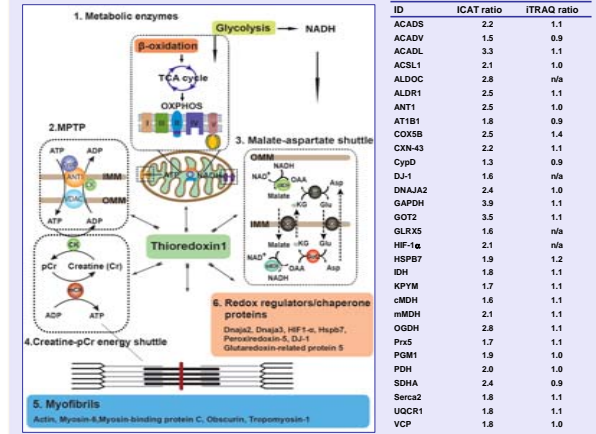 1. Metabolic enzymes
Glycolysis
NADH
β-oxidation
TCA cycle
OXPHOS
I II III IV V
2.MPTP
ATP ADP
ANT1
CypD
VDAC
IMM
OMM
ATP ADP
ATP NADH
3. Malate-aspartate shuttle
OMM
NADH
NAD+
OAA
Asp
Malate
αKG Glu
IMM
Malate αKG Glu
NAD+
OAA
Asp
NADH
Thioredoxin1
CK
pCr Creatine (Cr)
ADP ATP
4.Creatine-pCr energy shuttle
6. Redox regulators/chaperone
proteins
Dnaja2, Dnaja3, HIF1-α, Hspb7,
Peroxiredoxin-5, DJ-1
Glutaredoxin-related protein 5
5. Myofibrils
Actin, Myosin-6,Myosin-binding protein C, Obscurin, Tropomyosin-1
ID ICAT ratio iTRAQ ratio
ACADS 2.2 1.1
ACADV 1.5 0.9
ACADL 3.3 1.1
ACSL1 2.1 1.0
ALDOC 2.8 n/a
ALDR1 2.5 1.1
ANT1 2.5 1.0
AT1B1 1.8 0.9
COX5B 2.5 1.4
CXN-43 2.2 1.1
CypD 1.3 0.9
DJ-1 1.6 n/a
DNAJA2 2.4 1.0
GAPDH 3.9 1.1
GOT2 3.5 1.1
GLRX5 1.6 n/a
HIF-1α 2.1 n/a
HSPB7 1.9 1.2
IDH 1.8 1.1
KPYM 1.7 1.1
cMDH 1.6 1.1
mMDH 2.1 1.1
OGDH 2.8 1.1
Prx5 1.7 1.1
PGM1 1.9 1.0
PDH 2.0 1.0
SDHA 2.4 0.9
Serca2 1.8 1.1
UQCR1 1.8 1.1
VCP 1.8 1.0